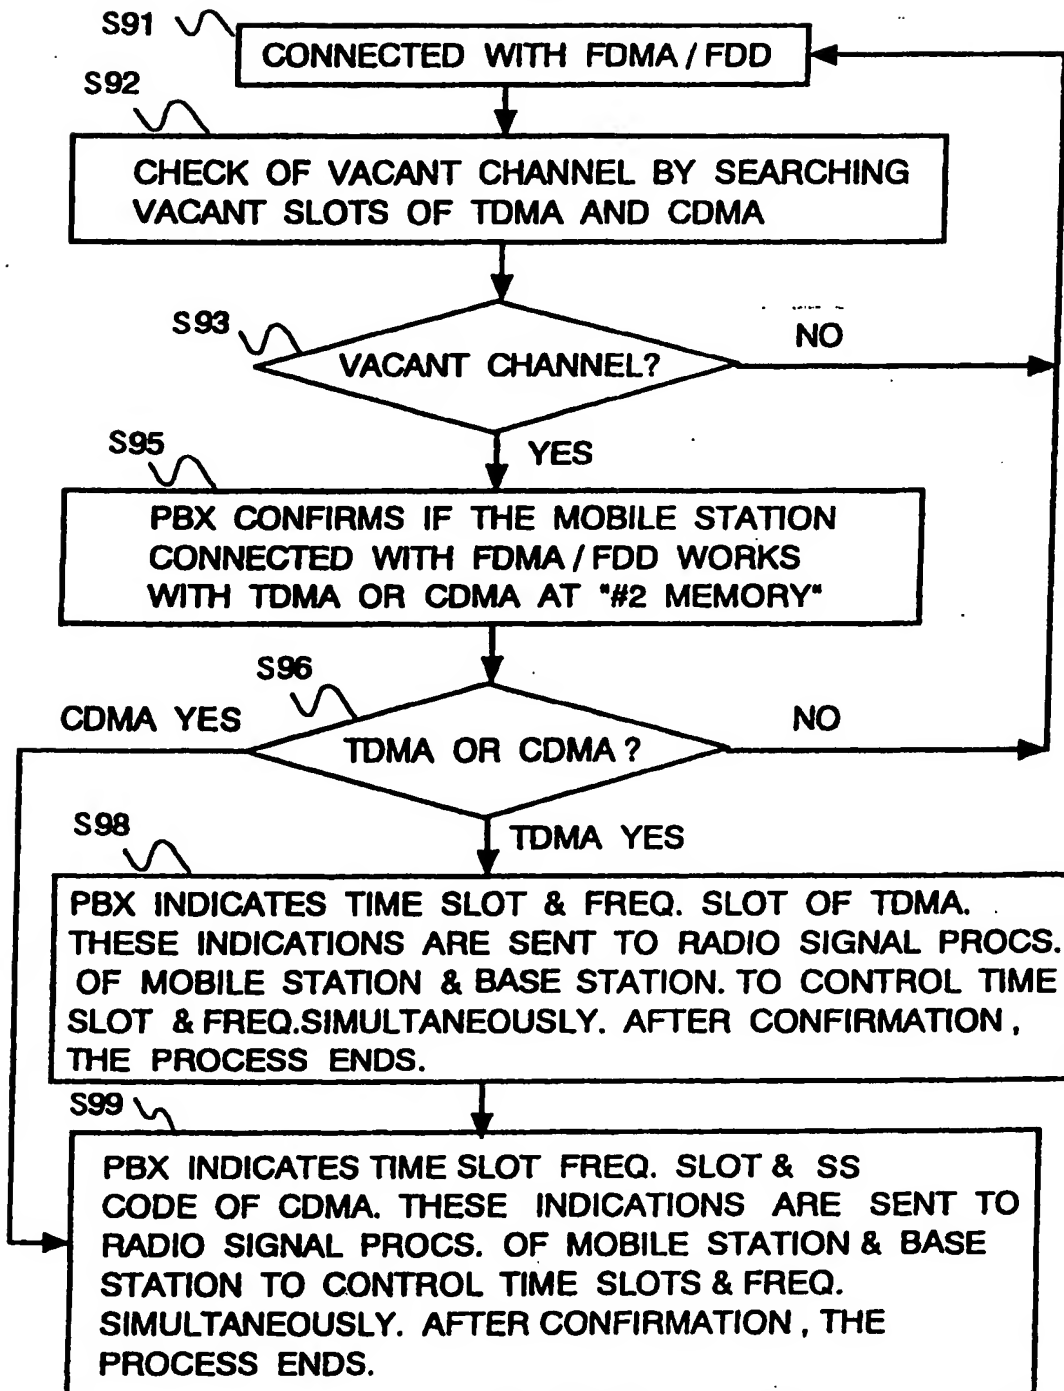 S91
CONNECTED WITH FDMA / FDD
S92
CHECK OF VACANT CHANNEL BY SEARCHING
VACANT SLOTS OF TDMA AND CDMA
S93
VACANT CHANNEL?
NO
YES
S95
PBX CONFIRMS IF THE MOBILE STATION
CONNECTED WITH FDMA / FDD WORKS
WITH TDMA OR CDMA AT "#2 MEMORY"
S96
CDMA YES
TDMA OR CDMA ?
NO
TDMA YES
S98
PBX INDICATES TIME SLOT & FREQ. SLOT OF TDMA.
THESE INDICATIONS ARE SENT TO RADIO SIGNAL PROCS.
OF MOBILE STATION & BASE STATION. TO CONTROL TIME
SLOT & FREQ.SIMULTANEOUSLY. AFTER CONFIRMATION ,
THE PROCESS ENDS.
S99
PBX INDICATES TIME SLOT FREQ. SLOT & SS
CODE OF CDMA. THESE INDICATIONS ARE SENT TO
RADIO SIGNAL PROCS. OF MOBILE STATION & BASE
STATION TO CONTROL TIME SLOTS & FREQ.
SIMULTANEOUSLY. AFTER CONFIRMATION , THE
PROCESS ENDS.